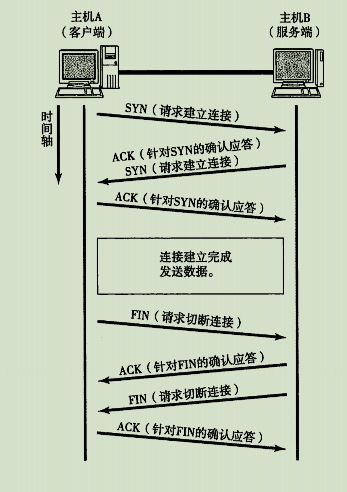 主机A
（客户端）
主机B
（服务端）
时间轴
SYN（请求建立连接）
ACK（针对SYN的确认应答）
SYN（请求建立连接）
ACK（针对SYN的确认应答）
连接建立完成
发送数据。
FIN（请求切断连接）
ACK（针对FIN的确认应答）
FIN（请求切断连接）
ACK（针对FIN的确认应答）